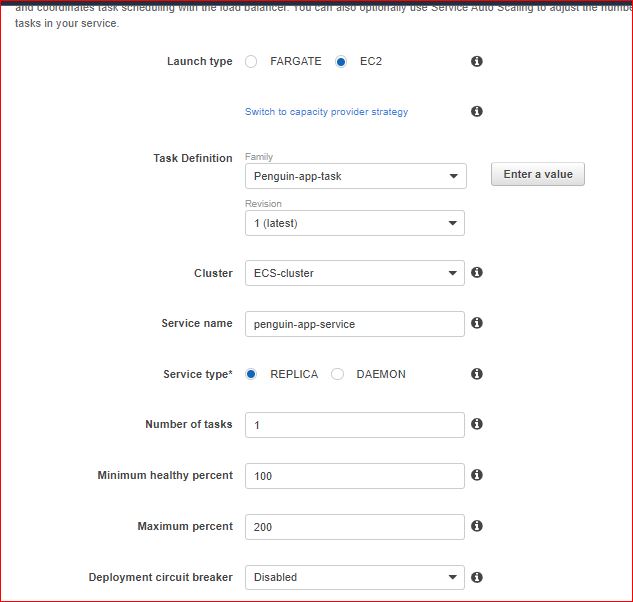 and coordinates task scheduling with the load balancer. You can also optionally use Service Auto Scaling to adjust the number
tasks in your service.
Launch type FARGATE EC2
Switch to capacity provider strategy
Task Definition Family
Penguin-app-task Enter a value
Revision
1 (latest)
Cluster ECS-cluster
Service name penguin-app-service
Service type* REPLICA DAEMON
Number of tasks 1
Minimum healthy percent 100
Maximum percent 200
Deployment circuit breaker Disabled